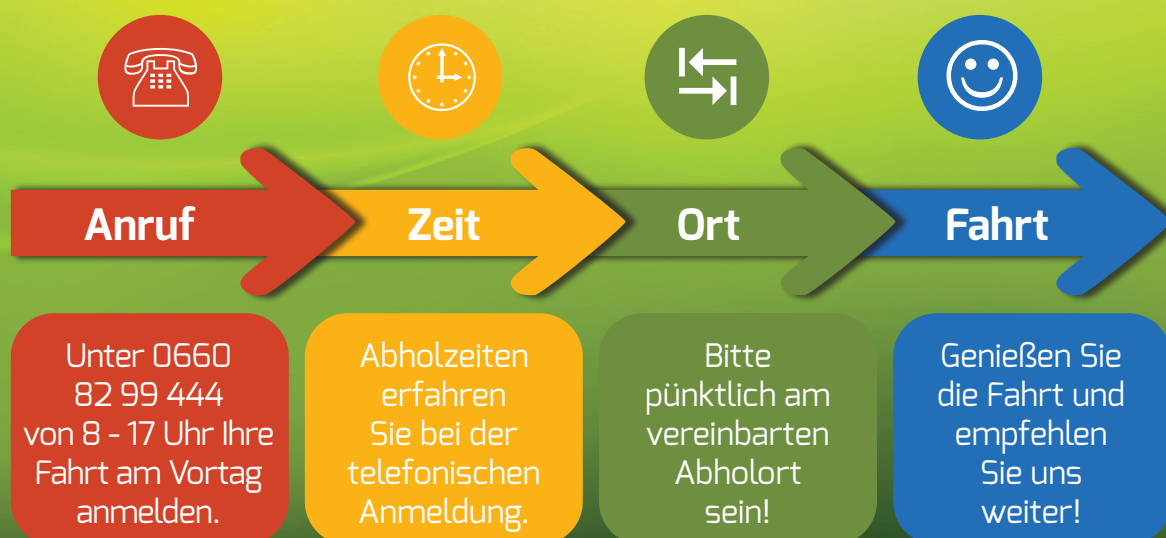 Anruf
Zeit
Ort
Fahrt
Unter 0660
82 99 444
von 8 - 17 Uhr Ihre
Fahrt am Vortag
anmelden.
Abholzeiten
erfahren
Sie bei der
telefonischen
Anmeldung.
Bitte
pünktlich am
vereinbarten
Abholort
sein!
Genießen Sie
die Fahrt und
empfehlen
Sie uns
weiter!